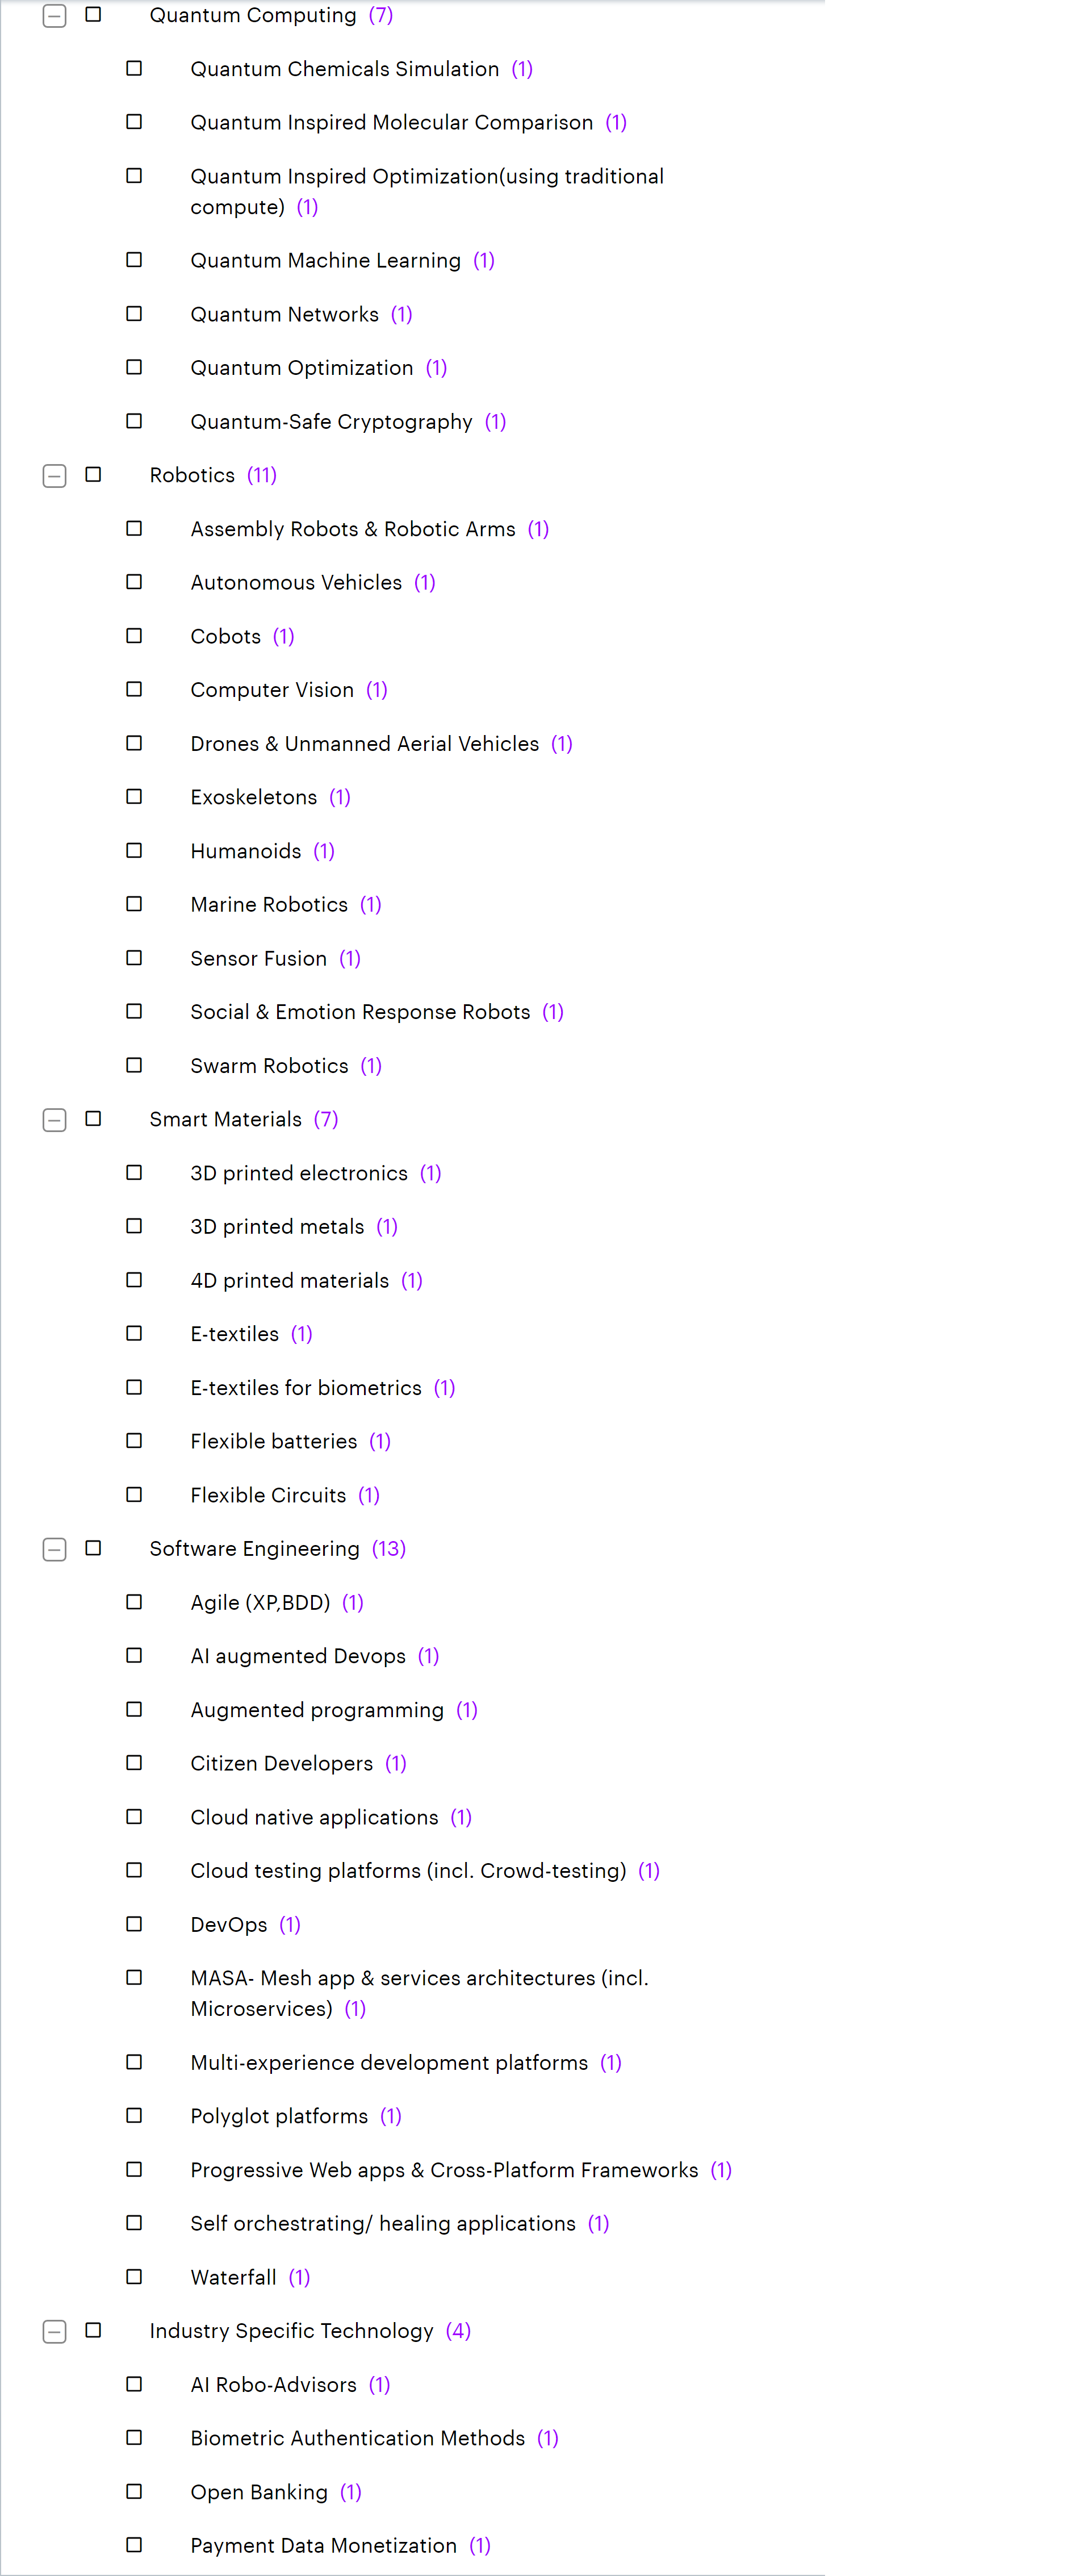 Quantum Computing (7)
Quantum Chemicals Simulation (1)
Quantum Inspired Molecular Comparison (1)
Quantum Inspired Optimization(using traditional
compute) (1)
Quantum Machine Learning (1)
Quantum Networks (1)
Quantum Optimization (1)
Quantum-Safe Cryptography (1)
Robotics (11)
Assembly Robots & Robotic Arms (1)
Autonomous Vehicles (1)
Cobots (1)
Computer Vision (1)
Drones & Unmanned Aerial Vehicles (1)
Exoskeletons (1)
Humanoids (1)
Marine Robotics (1)
Sensor Fusion (1)
Social & Emotion Response Robots (1)
Swarm Robotics (1)
Smart Materials (7)
3D printed electronics (1)
3D printed metals (1)
4D printed materials (1)
E-textiles (1)
E-textiles for biometrics (1)
Flexible batteries (1)
Flexible Circuits (1)
Software Engineering (13)
Agile (XP,BDD) (1)
AI augmented Devops (1)
Augmented programming (1)
Citizen Developers (1)
Cloud native applications (1)
Cloud testing platforms (incl. Crowd-testing) (1)
DevOps (1)
MASA- Mesh app & services architectures (incl.
Microservices) (1)
Multi-experience development platforms (1)
Polyglot platforms (1)
Progressive Web apps & Cross-Platform Frameworks (1)
Self orchestrating/ healing applications (1)
Waterfall (1)
Industry Specific Technology (4)
AI Robo-Advisors (1)
Biometric Authentication Methods (1)
Open Banking (1)
Payment Data Monetization (1)